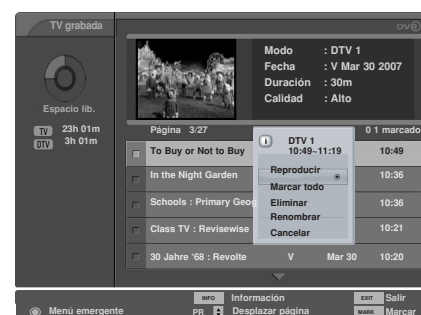 TV grabada
DVR
Modo : DTV 1
Fecha : V Mar 30 2007
Duración : 30m
Calidad : Alto
Espacio lib.
TV 23h 01m
DTV 3h 01m
Página 3/27
0 1 marcado
To Buy or Not to Buy 10:49
In the Night Garden 10:36
Schools : Primary Geog 10:36
Class TV : Revisewise 10:21
30 Jahre '68 : Revolte V Mar 30 10:20
i DTV 1
10:49~11:19
Reproducir
Marcar todo
Eliminar
Renombrar
Cancelar
INFO Información EXIT Salir
Menú emergente PR Desplazar página MARK Marcar